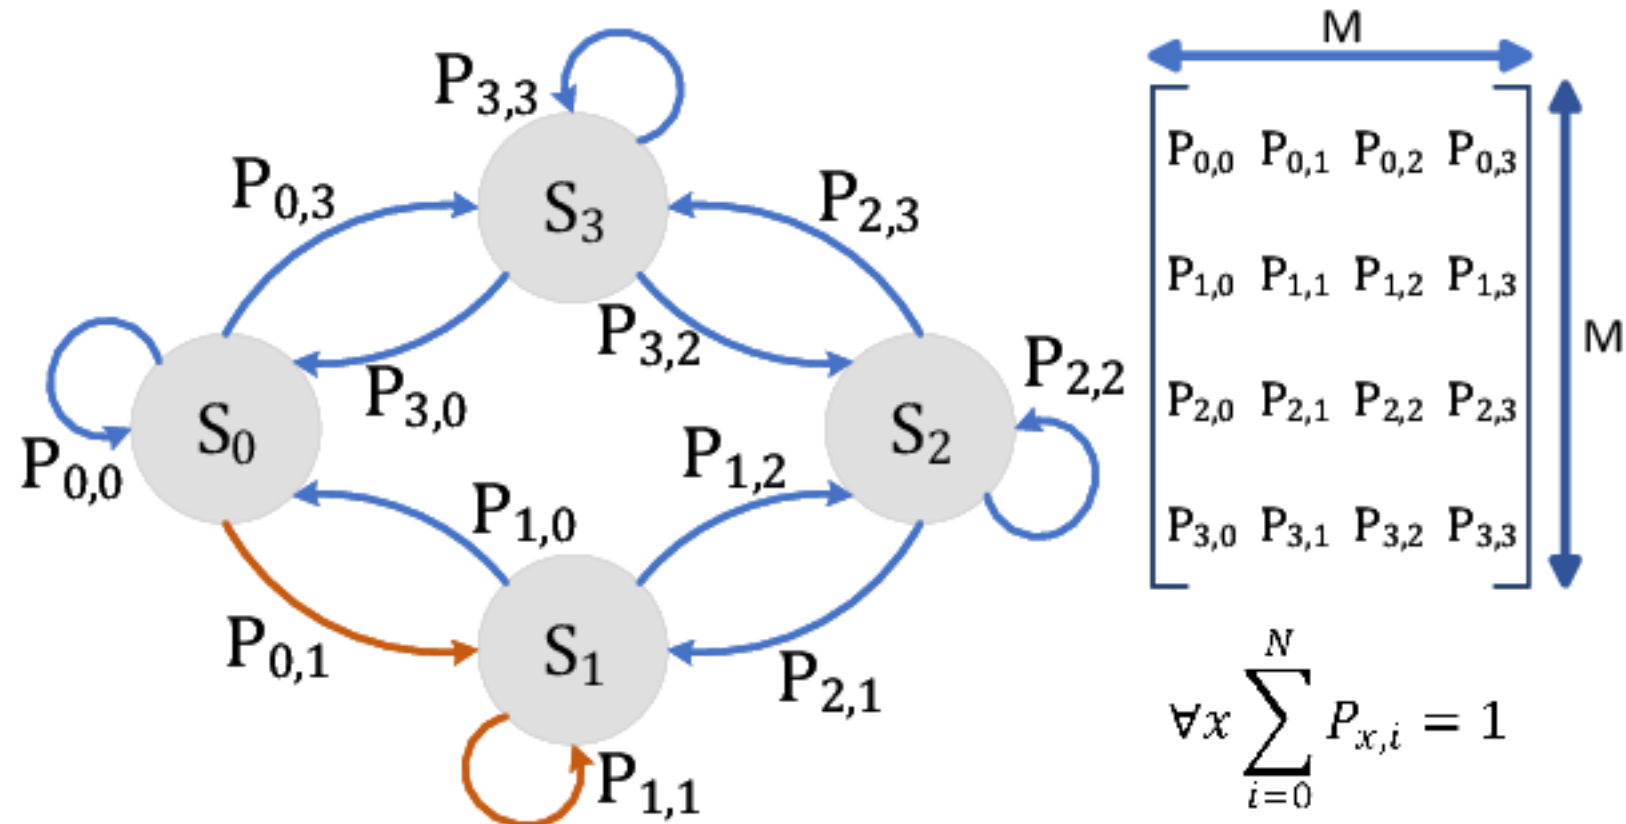 M
P3,3
P0,3
S3
P2,3
P3,2
P3,0
P2,2
S0
S2
P0,0
P1,2
P1,0
P0,1
S1
P2,1
P1,1
P0,0 P0,1 P0,2 P0,3
P1,0 P1,1 P1,2 P1,3
P2,0 P2,1 P2,2 P2,3
P3,0 P3,1 P3,2 P3,3
M
∀x ∑_{i=0}^{N} P_{x,i} = 1